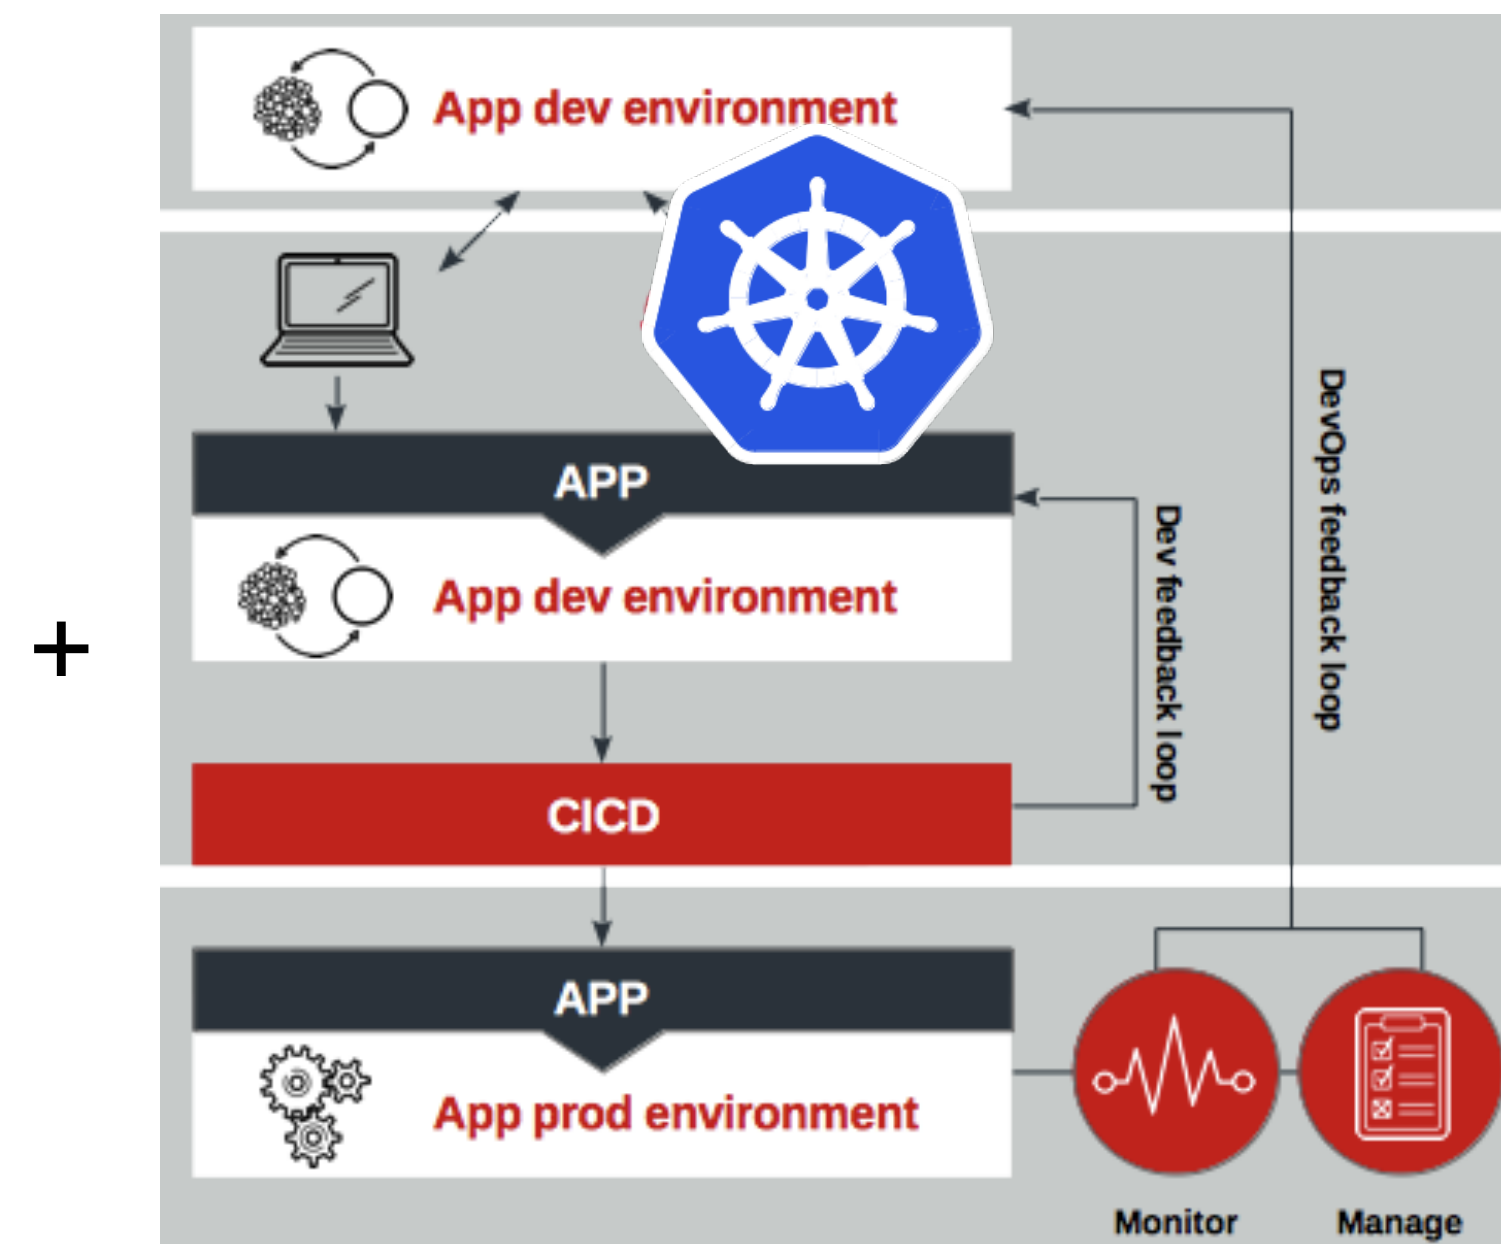 App dev environment
APP
App dev environment
CICD
Dev feedback loop
DevOps feedback loop
APP
App prod environment
Monitor
Manage
+